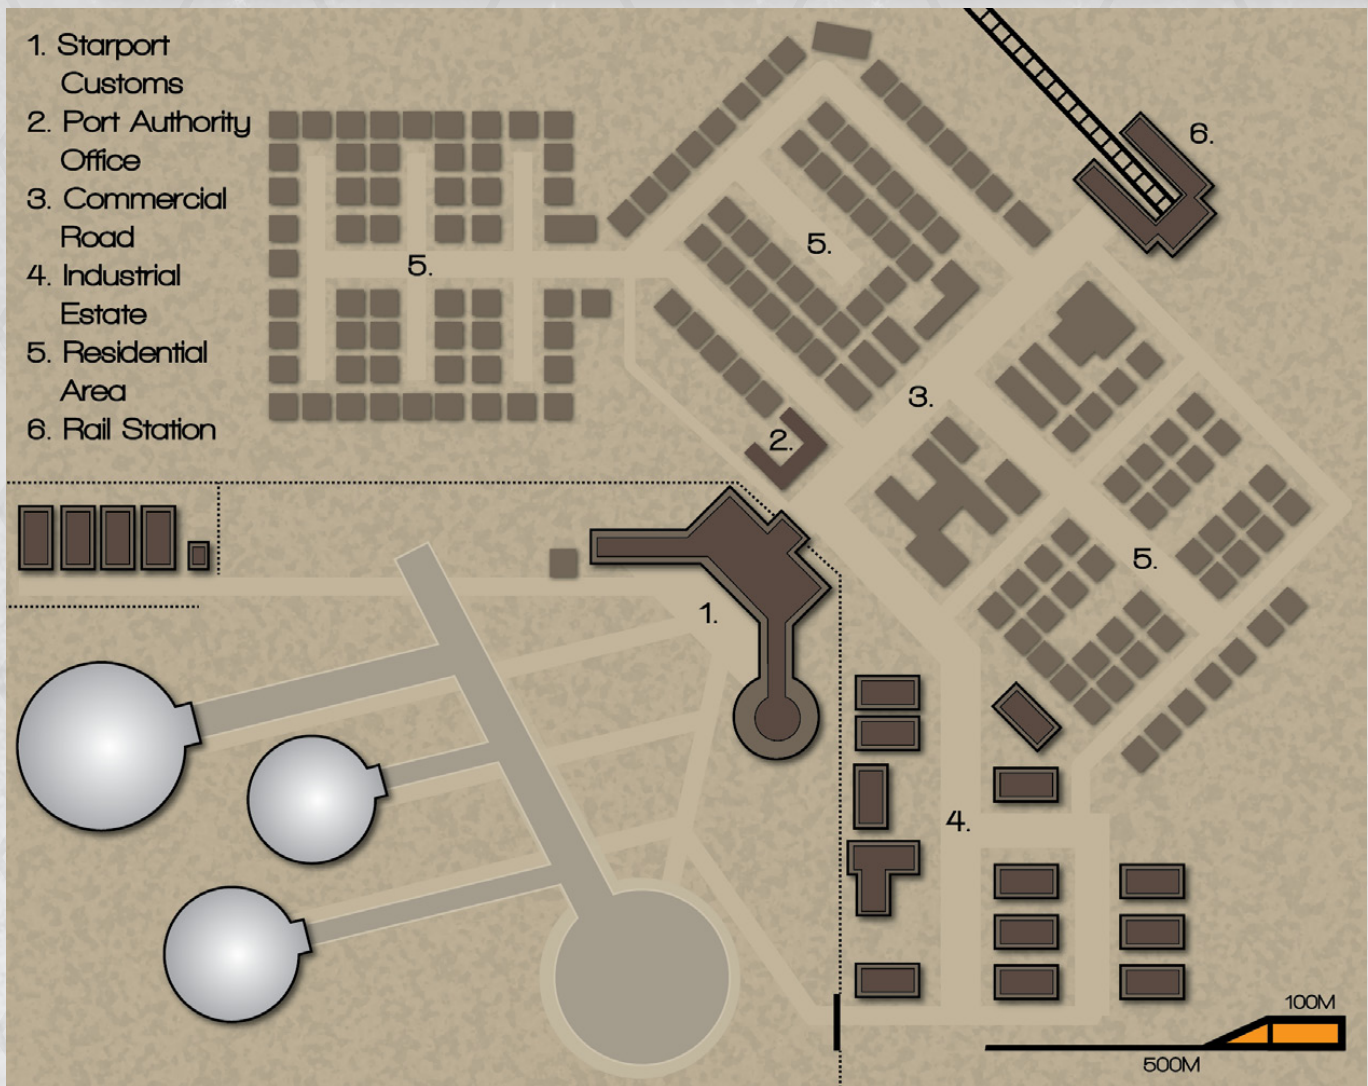 1. Starport
Customs
2. Port Authority
Office
3. Commercial
Road
4. Industrial
Estate
5. Residential
Area
6. Rail Station
6.
5.
5.
3.
2.
5.
1.
4.
100M
500M